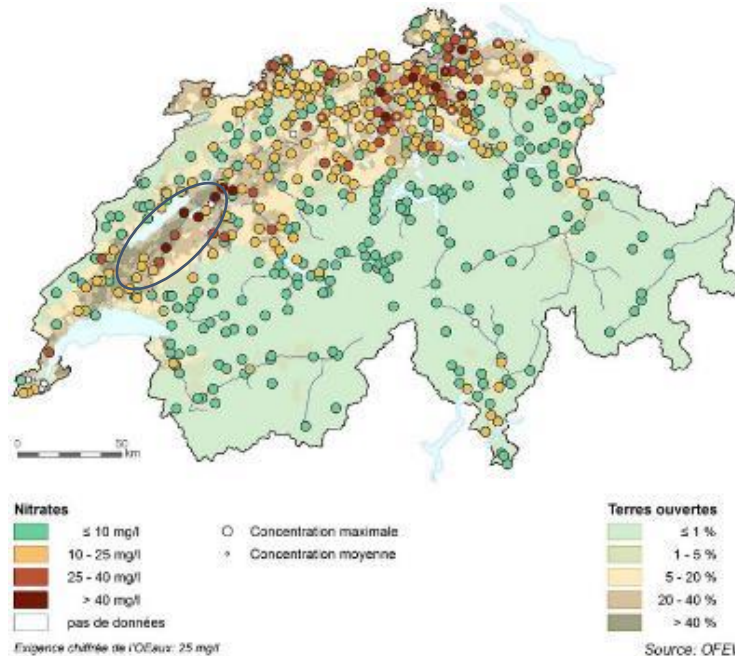 0 50
km
Nitrates
≤ 10 mg/l
10 - 25 mg/l
25 - 40 mg/l
> 40 mg/l
pas de données
Concentration maximale
Concentration moyenne
Terres ouvertes
≤ 1 %
1 - 5 %
5 - 20 %
20 - 40 %
> 40 %
Exigence chiffrée de l'OEaux: 25 mg/l
Source: OFEV